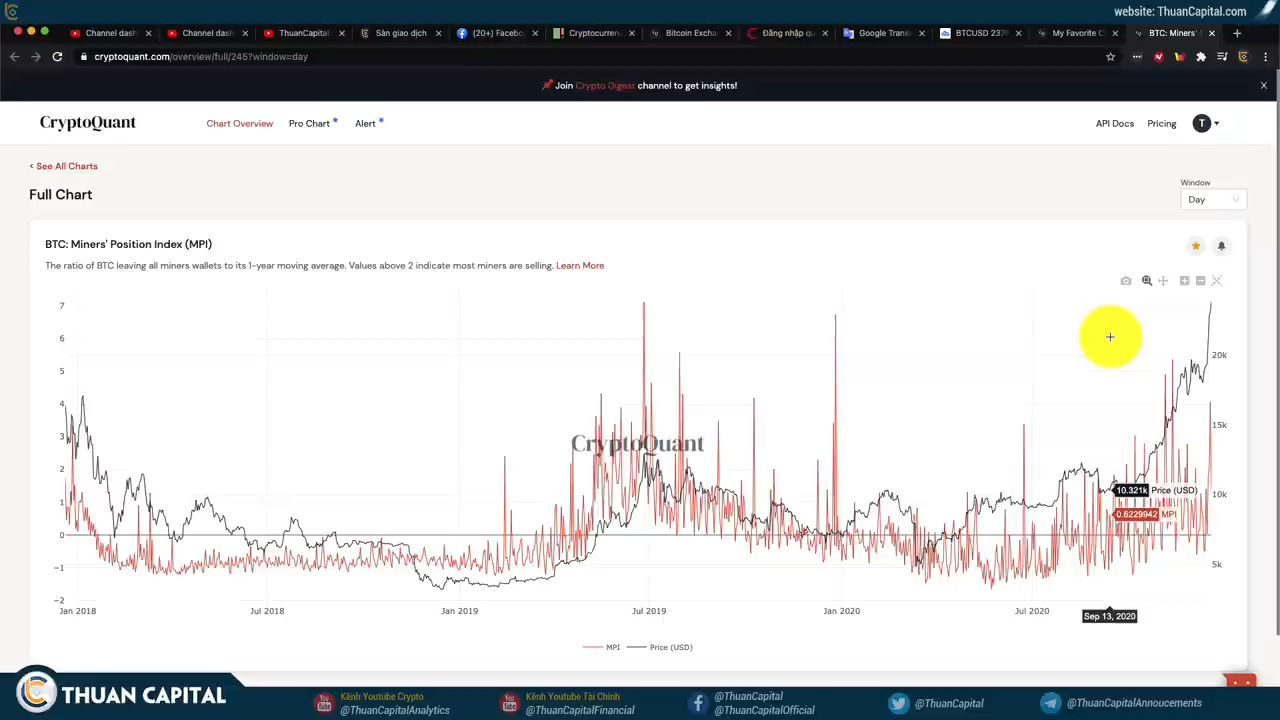 website: ThuanCapital.com
Channel dash
Channel dash
ThuanCapital
Sàn giao dịch
(20+) Facebo
Cryptocurren
Bitcoin Excha
Đăng nhập qu
Google Trans
BTCUSD 2376
My Favorite C
BTC: Miners' P
cryptoquant.com/overview/full/245?window=day
Join Crypto Digest channel to get insights!
CryptoQuant
Chart Overview
Pro Chart
Alert
API Docs
Pricing
T
< See All Charts
Full Chart
Window
Day
BTC: Miners' Position Index (MPI)
The ratio of BTC leaving all miners wallets to its 1-year moving average. Values above 2 indicate most miners are selling. Learn More
7
6
5
4
3
2
1
0
−1
−2
20k
15k
10k
5k
CryptoQuant
10.321k Price (USD)
0.6229942 MPI
Jan 2018
Jul 2018
Jan 2019
Jul 2019
Jan 2020
Jul 2020
Sep 13, 2020
MPI
Price (USD)
THUAN CAPITAL
Kênh Youtube Crypto
@ThuanCapitalAnalytics
Kênh Youtube Tài Chính
@ThuanCapitalFinancial
@ThuanCapital
@ThuanCapitalOfficial
@ThuanCapital
@ThuanCapitalAnnoucements